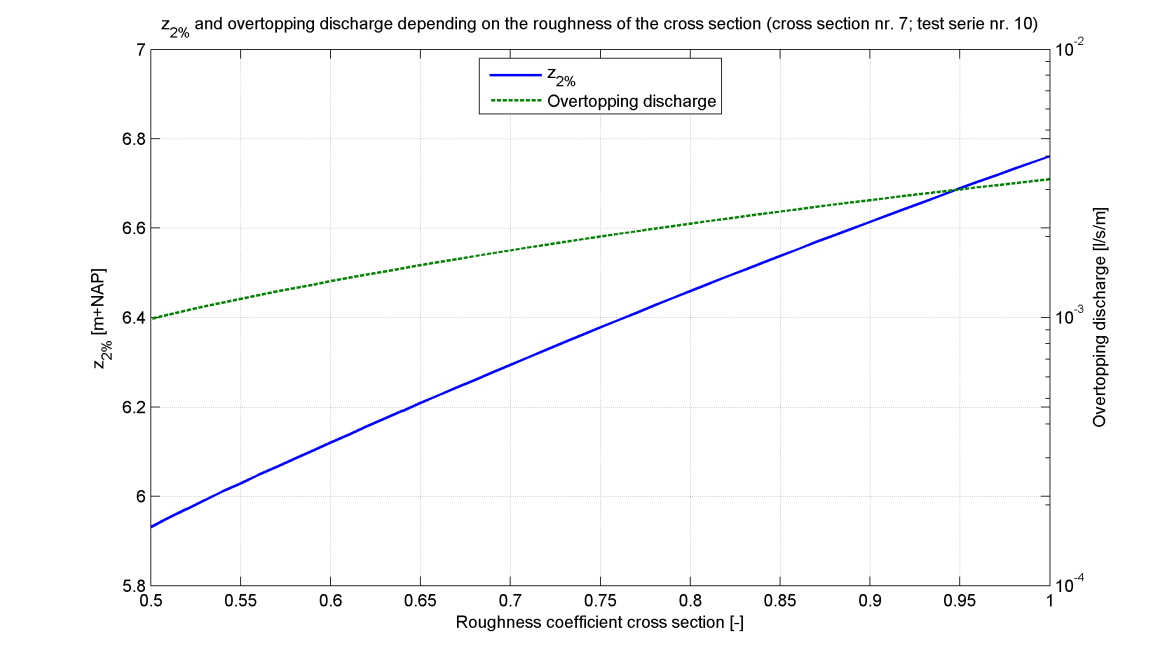 z2% and overtopping discharge depending on the roughness of the cross section (cross section nr. 7; test serie nr. 10)
z2%
Overtopping discharge
7
6.8
6.6
6.4
6.2
6
5.8
z2% [m+NAP]
10-2
10-3
10-4
Overtopping discharge [l/s/m]
0.5 0.55 0.6 0.65 0.7 0.75 0.8 0.85 0.9 0.95 1
Roughness coefficient cross section [-]